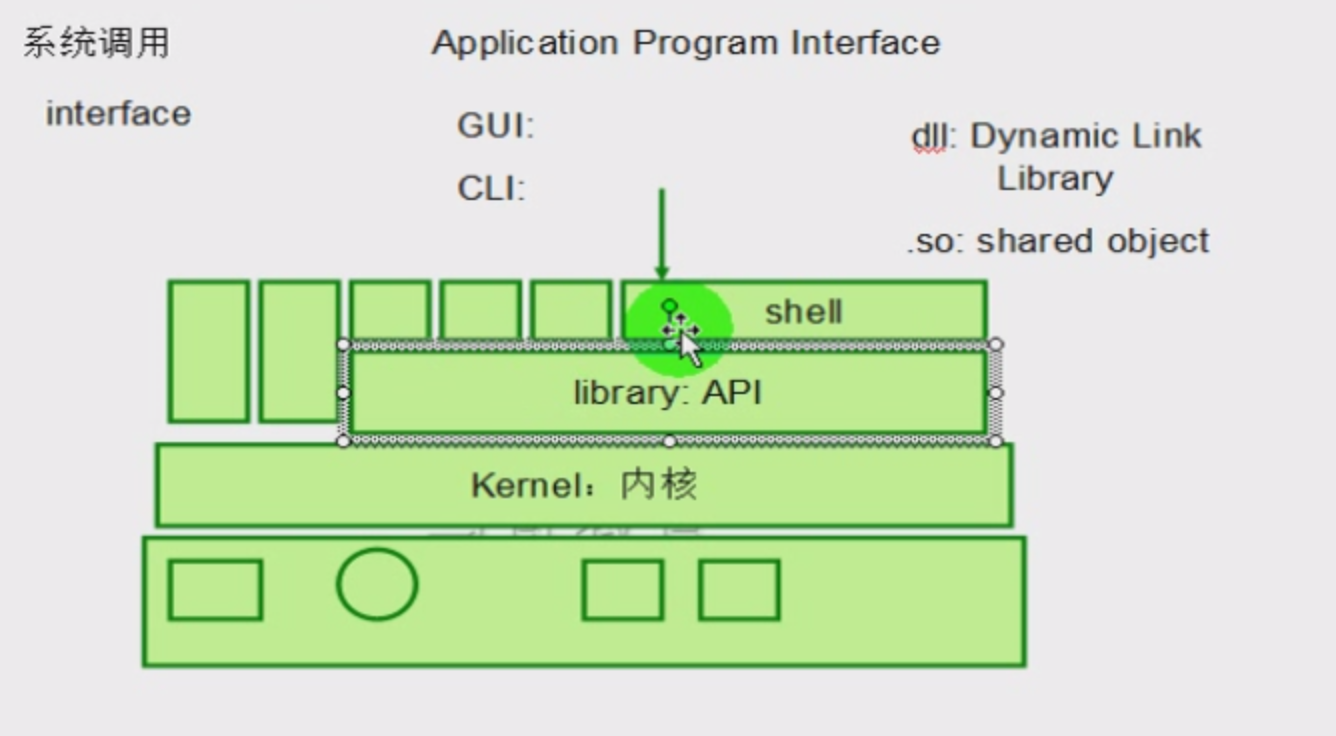 系统调用
Application Program Interface
interface
GUI:
CLI:
dll: Dynamic Link
Library
.so: shared object
shell
library: API
Kernel：内核